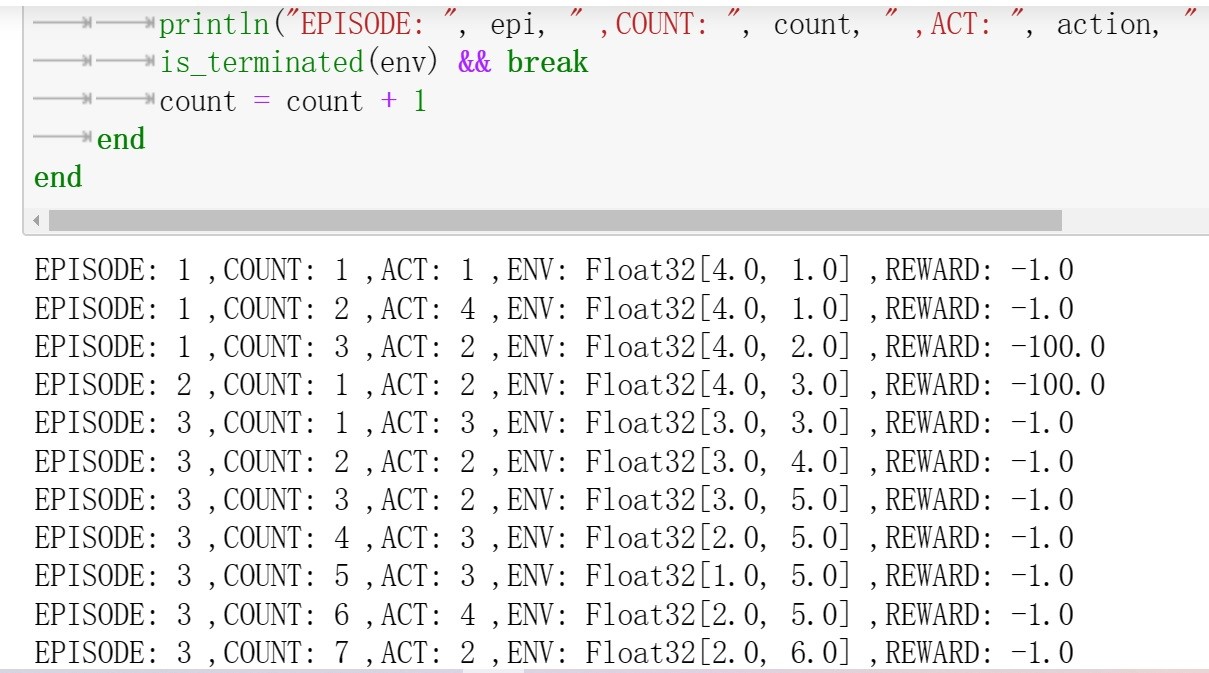 println("EPISODE: ", epi, " ,COUNT: ", count, " ,ACT: ", action, "
is_terminated(env) && break
count = count + 1
end
end
EPISODE: 1 ,COUNT: 1 ,ACT: 1 ,ENV: Float32[4.0, 1.0] ,REWARD: -1.0
EPISODE: 1 ,COUNT: 2 ,ACT: 4 ,ENV: Float32[4.0, 1.0] ,REWARD: -1.0
EPISODE: 1 ,COUNT: 3 ,ACT: 2 ,ENV: Float32[4.0, 2.0] ,REWARD: -100.0
EPISODE: 2 ,COUNT: 1 ,ACT: 2 ,ENV: Float32[4.0, 3.0] ,REWARD: -100.0
EPISODE: 3 ,COUNT: 1 ,ACT: 3 ,ENV: Float32[3.0, 3.0] ,REWARD: -1.0
EPISODE: 3 ,COUNT: 2 ,ACT: 2 ,ENV: Float32[3.0, 4.0] ,REWARD: -1.0
EPISODE: 3 ,COUNT: 3 ,ACT: 2 ,ENV: Float32[3.0, 5.0] ,REWARD: -1.0
EPISODE: 3 ,COUNT: 4 ,ACT: 3 ,ENV: Float32[2.0, 5.0] ,REWARD: -1.0
EPISODE: 3 ,COUNT: 5 ,ACT: 3 ,ENV: Float32[1.0, 5.0] ,REWARD: -1.0
EPISODE: 3 ,COUNT: 6 ,ACT: 4 ,ENV: Float32[2.0, 5.0] ,REWARD: -1.0
EPISODE: 3 ,COUNT: 7 ,ACT: 2 ,ENV: Float32[2.0, 6.0] ,REWARD: -1.0